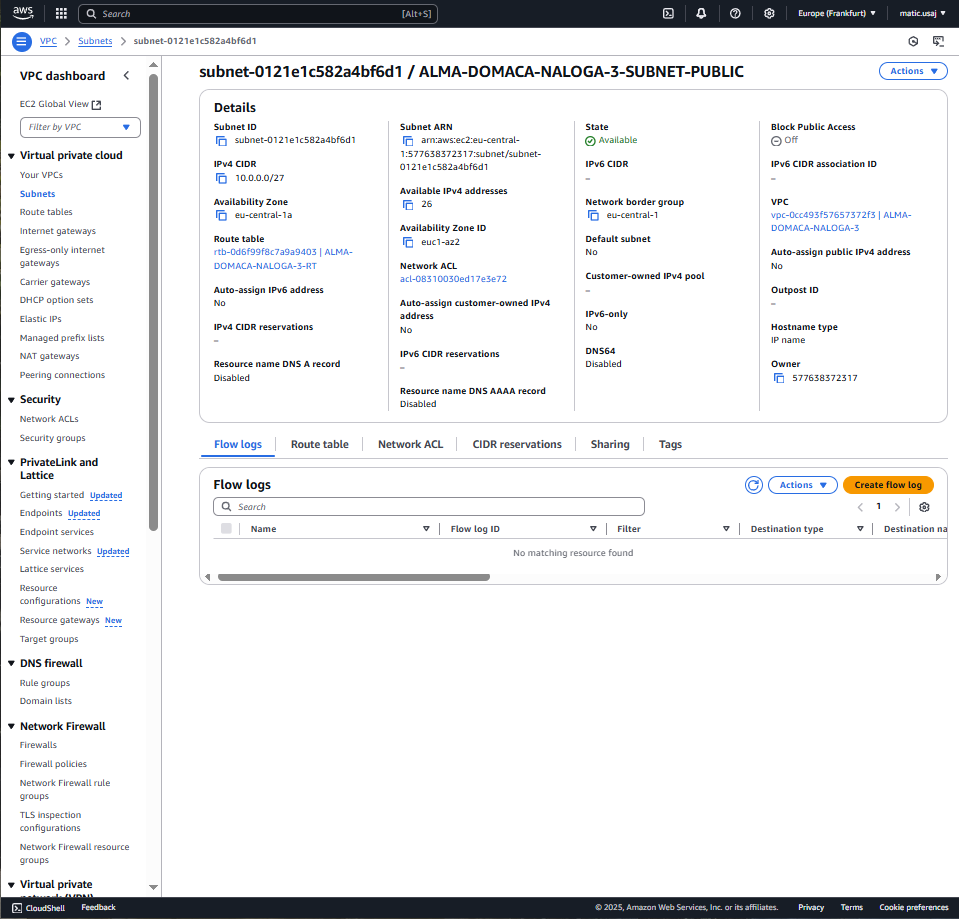 aws
Search
[Alt+S]
Europe (Frankfurt)
matic.usaj
VPC
Subnets
subnet-0121e1c582a4bf6d1
VPC dashboard
EC2 Global View
Filter by VPC
Virtual private cloud
Your VPCs
Subnets
Route tables
Internet gateways
Egress-only internet
gateways
Carrier gateways
DHCP option sets
Elastic IPs
Managed prefix lists
NAT gateways
Peering connections
Security
Network ACLs
Security groups
PrivateLink and
Lattice
Getting started Updated
Endpoints Updated
Endpoint services
Service networks Updated
Lattice services
Resource
configurations New
Resource gateways New
Target groups
DNS firewall
Rule groups
Domain lists
Network Firewall
Firewalls
Firewall policies
Network Firewall rule
groups
TLS inspection
configurations
Network Firewall resource
groups
Virtual private
network (VPN)
subnet-0121e1c582a4bf6d1 / ALMA-DOMACA-NALOGA-3-SUBNET-PUBLIC
Actions
Details
Subnet ID
subnet-0121e1c582a4bf6d1
IPv4 CIDR
10.0.0.0/27
Availability Zone
eu-central-1a
Route table
rtb-0d6f99f8c7a9a9403 | ALMA-
DOMACA-NALOGA-3-RT
Auto-assign IPv6 address
No
IPv4 CIDR reservations
–
Resource name DNS A record
Disabled
Subnet ARN
arn:aws:ec2:eu-central-
1:577638372317:subnet/subnet-
0121e1c582a4bf6d1
Available IPv4 addresses
26
Availability Zone ID
euc1-az2
Network ACL
acl-08310030ed17e3e72
Auto-assign customer-owned IPv4
address
No
IPv6 CIDR reservations
–
Resource name DNS AAAA record
Disabled
State
Available
IPv6 CIDR
–
Network border group
eu-central-1
Default subnet
No
Customer-owned IPv4 pool
–
IPv6-only
No
DNS64
Disabled
Block Public Access
Off
IPv6 CIDR association ID
–
VPC
vpc-0cc493f57657372f3 | ALMA-
DOMACA-NALOGA-3
Auto-assign public IPv4 address
No
Outpost ID
–
Hostname type
IP name
Owner
577638372317
Flow logs
Route table
Network ACL
CIDR reservations
Sharing
Tags
Flow logs
Actions
Create flow log
Search
1
Name
Flow log ID
Filter
Destination type
Destination na
No matching resource found
CloudShell
Feedback
© 2025, Amazon Web Services, Inc. or its affiliates.
Privacy
Terms
Cookie preferences